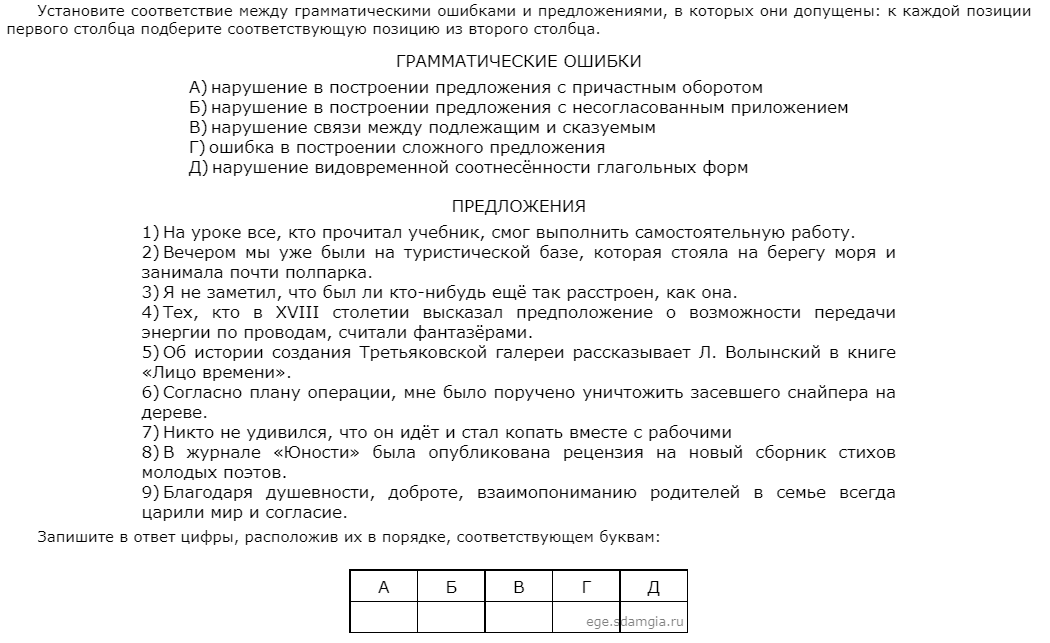 Установите соответствие между грамматическими ошибками и предложениями, в которых они допущены: к каждой позиции
первого столбца подберите соответствующую позицию из второго столбца.
ГРАММАТИЧЕСКИЕ ОШИБКИ
А) нарушение в построении предложения с причастным оборотом
Б) нарушение в построении предложения с несогласованным приложением
В) нарушение связи между подлежащим и сказуемым
Г) ошибка в построении сложного предложения
Д) нарушение видовременной соотнесённости глагольных форм
ПРЕДЛОЖЕНИЯ
1) На уроке все, кто прочитал учебник, смог выполнить самостоятельную работу.
2) Вечером мы уже были на туристической базе, которая стояла на берегу моря и
занимала почти полпарка.
3) Я не заметил, что был ли кто-нибудь ещё так расстроен, как она.
4) Тех, кто в XVIII столетии высказал предположение о возможности передачи
энергии по проводам, считали фантазёрами.
5) Об истории создания Третьяковской галереи рассказывает Л. Волынский в книге
«Лицо времени».
6) Согласно плану операции, мне было поручено уничтожить засевшего снайпера на
дереве.
7) Никто не удивился, что он идёт и стал копать вместе с рабочими
8) В журнале «Юности» была опубликована рецензия на новый сборник стихов
молодых поэтов.
9) Благодаря душевности, доброте, взаимопониманию родителей в семье всегда
царили мир и согласие.
Запишите в ответ цифры, расположив их в порядке, соответствующем буквам:
А Б В Г Д
ege.sdamgia.ru